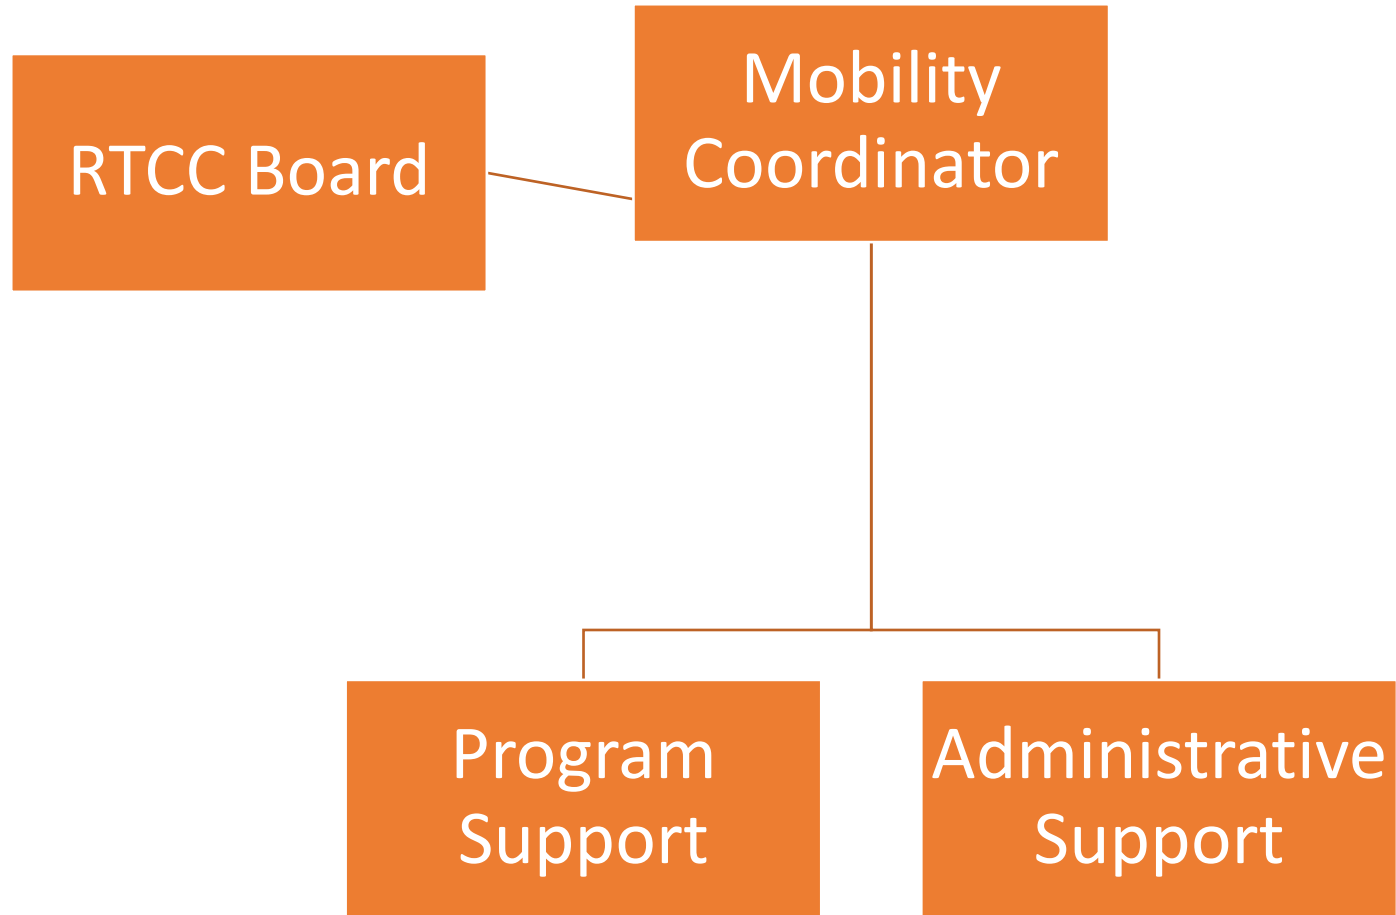 RTCC Board
Mobility
Coordinator
Program
Support
Administrative
Support